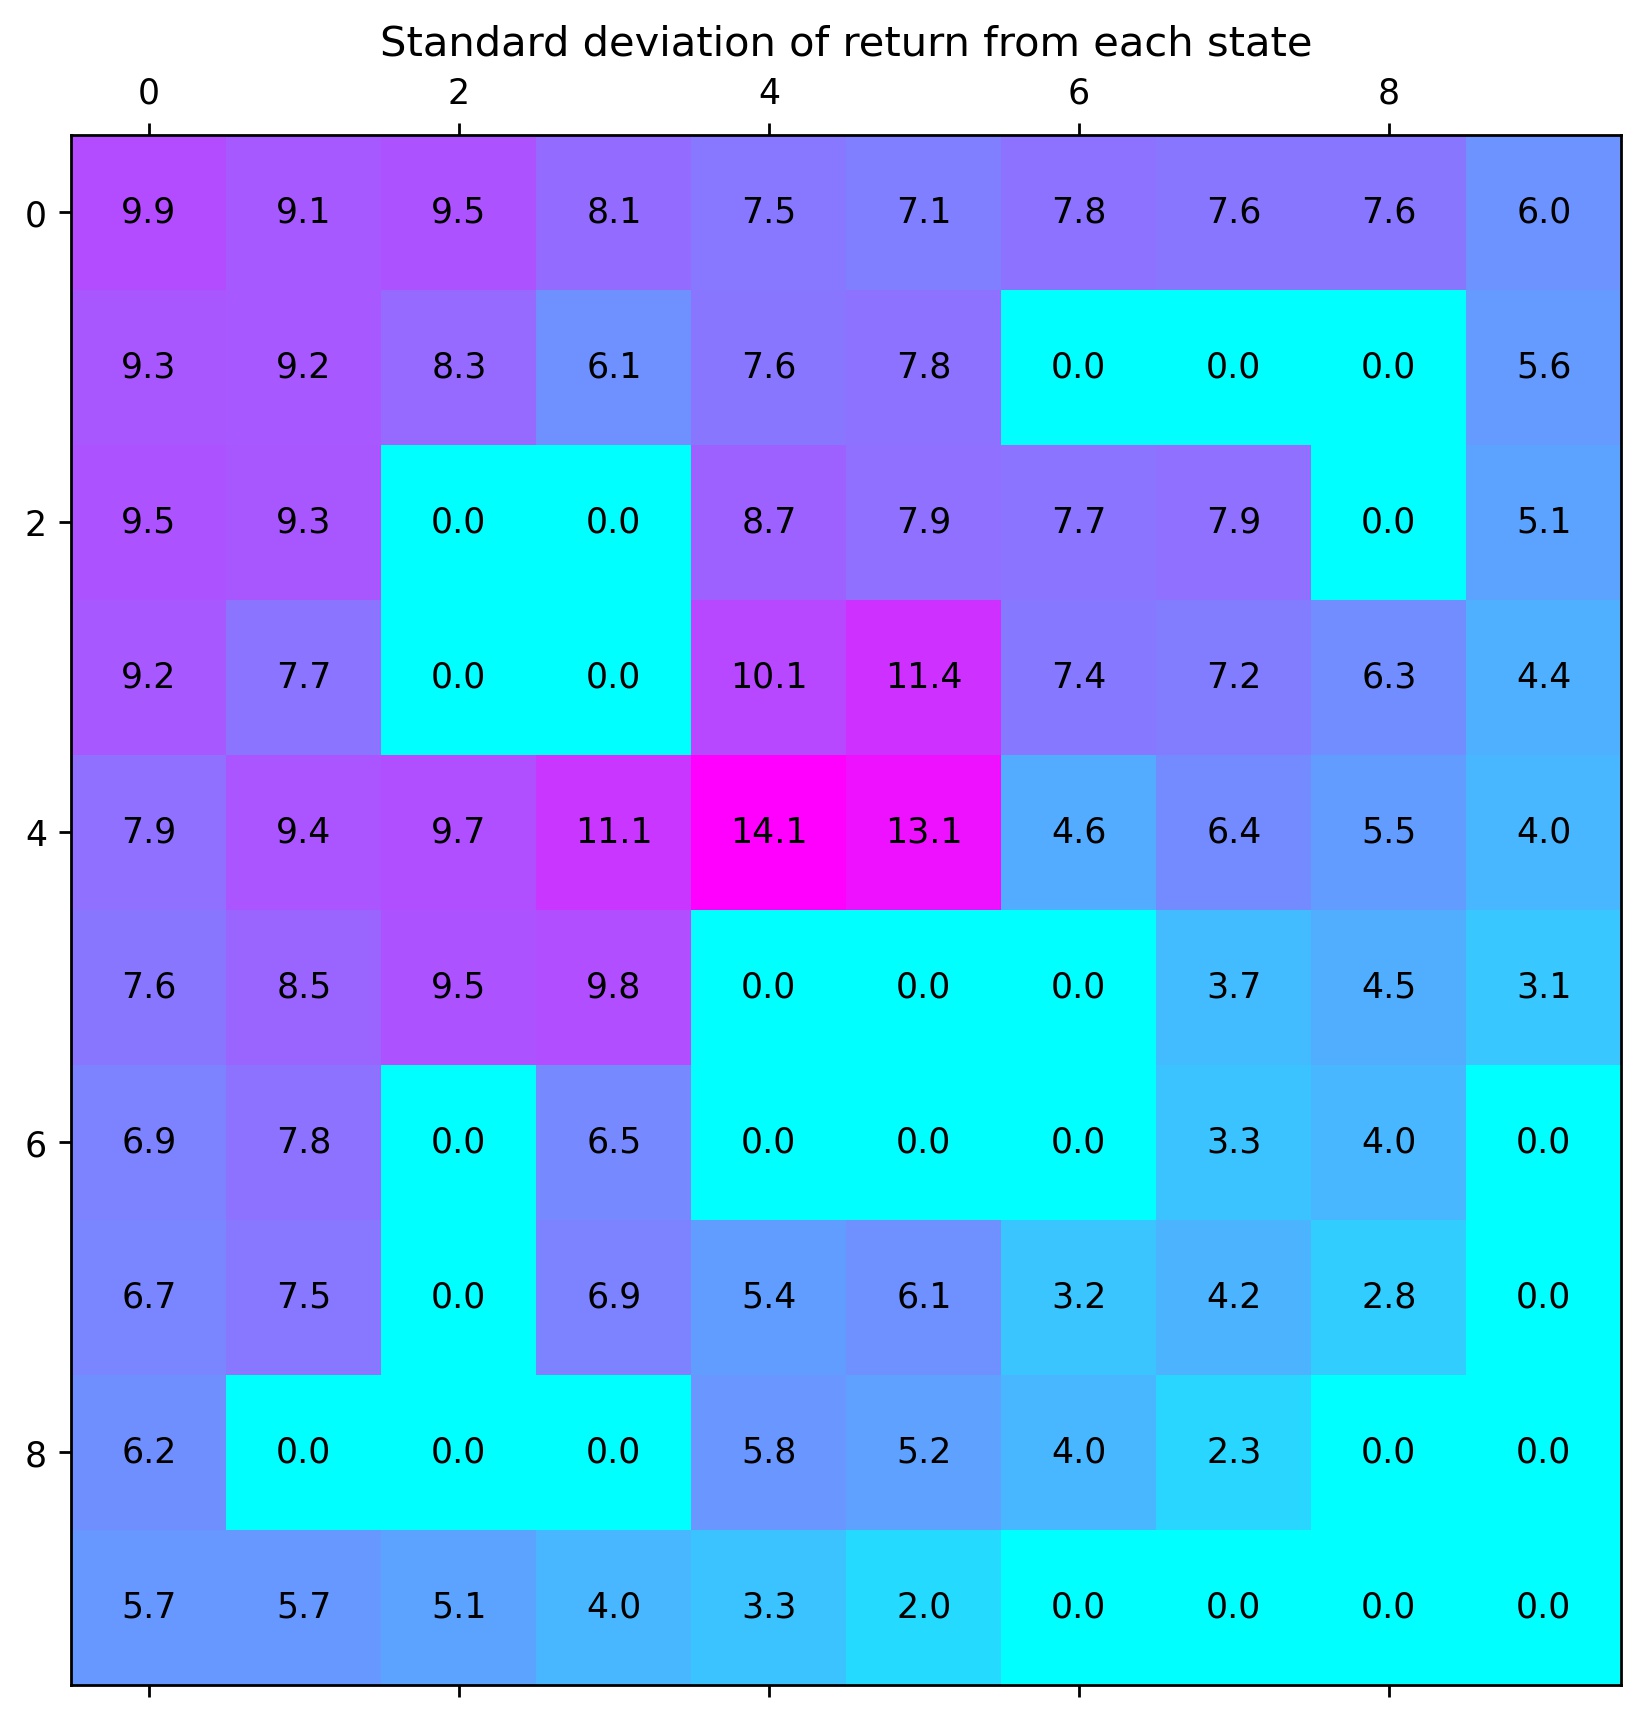 Standard deviation of return from each state
0 2 4 6 8
0 9.9 9.1 9.5 8.1 7.5 7.1 7.8 7.6 7.6 6.0
9.3 9.2 8.3 6.1 7.6 7.8 0.0 0.0 0.0 5.6
2 9.5 9.3 0.0 0.0 8.7 7.9 7.7 7.9 0.0 5.1
9.2 7.7 0.0 0.0 10.1 11.4 7.4 7.2 6.3 4.4
4 7.9 9.4 9.7 11.1 14.1 13.1 4.6 6.4 5.5 4.0
7.6 8.5 9.5 9.8 0.0 0.0 0.0 3.7 4.5 3.1
6 6.9 7.8 0.0 6.5 0.0 0.0 0.0 3.3 4.0 0.0
6.7 7.5 0.0 6.9 5.4 6.1 3.2 4.2 2.8 0.0
8 6.2 0.0 0.0 0.0 5.8 5.2 4.0 2.3 0.0 0.0
5.7 5.7 5.1 4.0 3.3 2.0 0.0 0.0 0.0 0.0